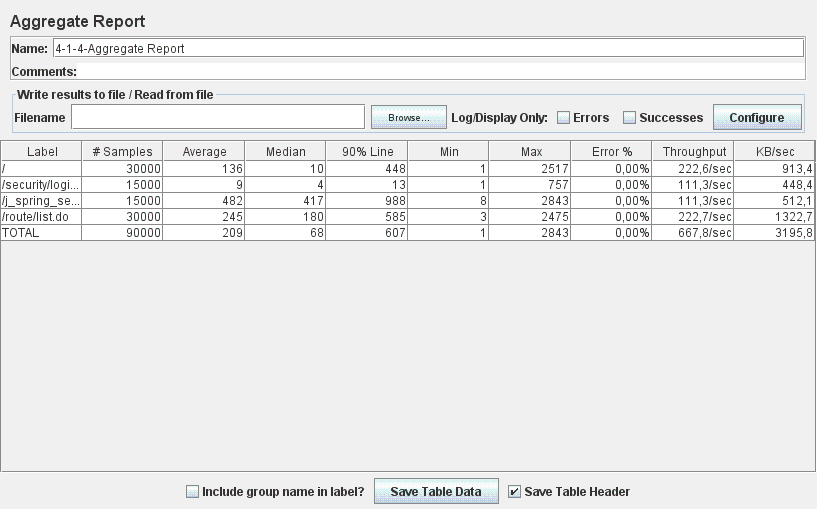 Aggregate Report
Name: 4-1-4-Aggregate Report
Comments:
Write results to file / Read from file
Filename Browse... Log/Display Only: Errors Successes Configure
Label # Samples Average Median 90% Line Min Max Error % Throughput KB/sec
/ 30000 136 10 448 1 2517 0,00% 222,6/sec 913,4
/security/logi... 15000 9 4 13 1 757 0,00% 111,3/sec 448,4
/j_spring_se... 15000 482 417 988 8 2843 0,00% 111,3/sec 512,1
/route/list.do 30000 245 180 585 3 2475 0,00% 222,7/sec 1322,7
TOTAL 90000 209 68 607 1 2843 0,00% 667,8/sec 3195,8
Include group name in label? Save Table Data Save Table Header